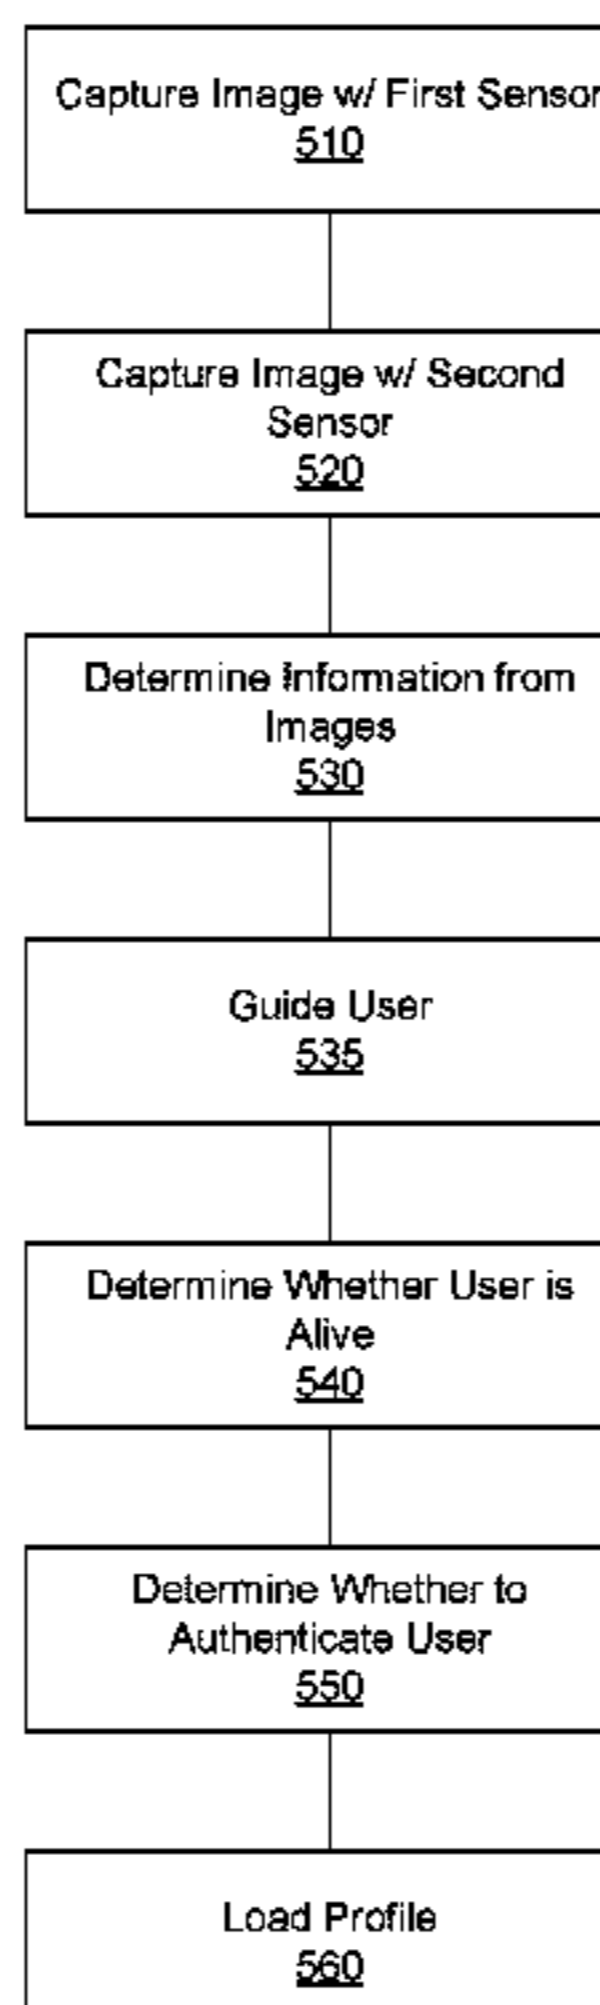 Capture Image w/ First Sensor
510
Capture Image w/ Second
Sensor
520
Determine Information from
Images
530
Guide User
535
Determine Whether User is
Alive
540
Determine Whether to
Authenticate User
550
Load Profile
560